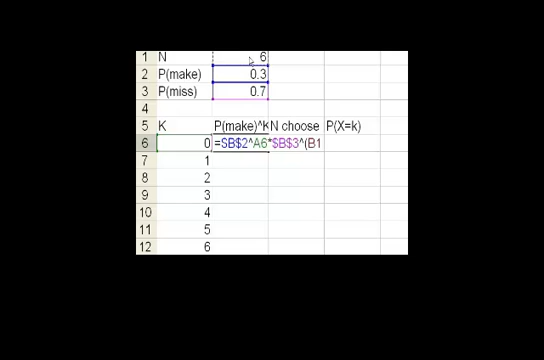 1 N 6
2 P(make) 0.3
3 P(miss) 0.7
4
5 K P(make)^K N choose P(X=k)
6 0 =$B$2^A6*$B$3^(B1
7 1
8 2
9 3
10 4
11 5
12 6